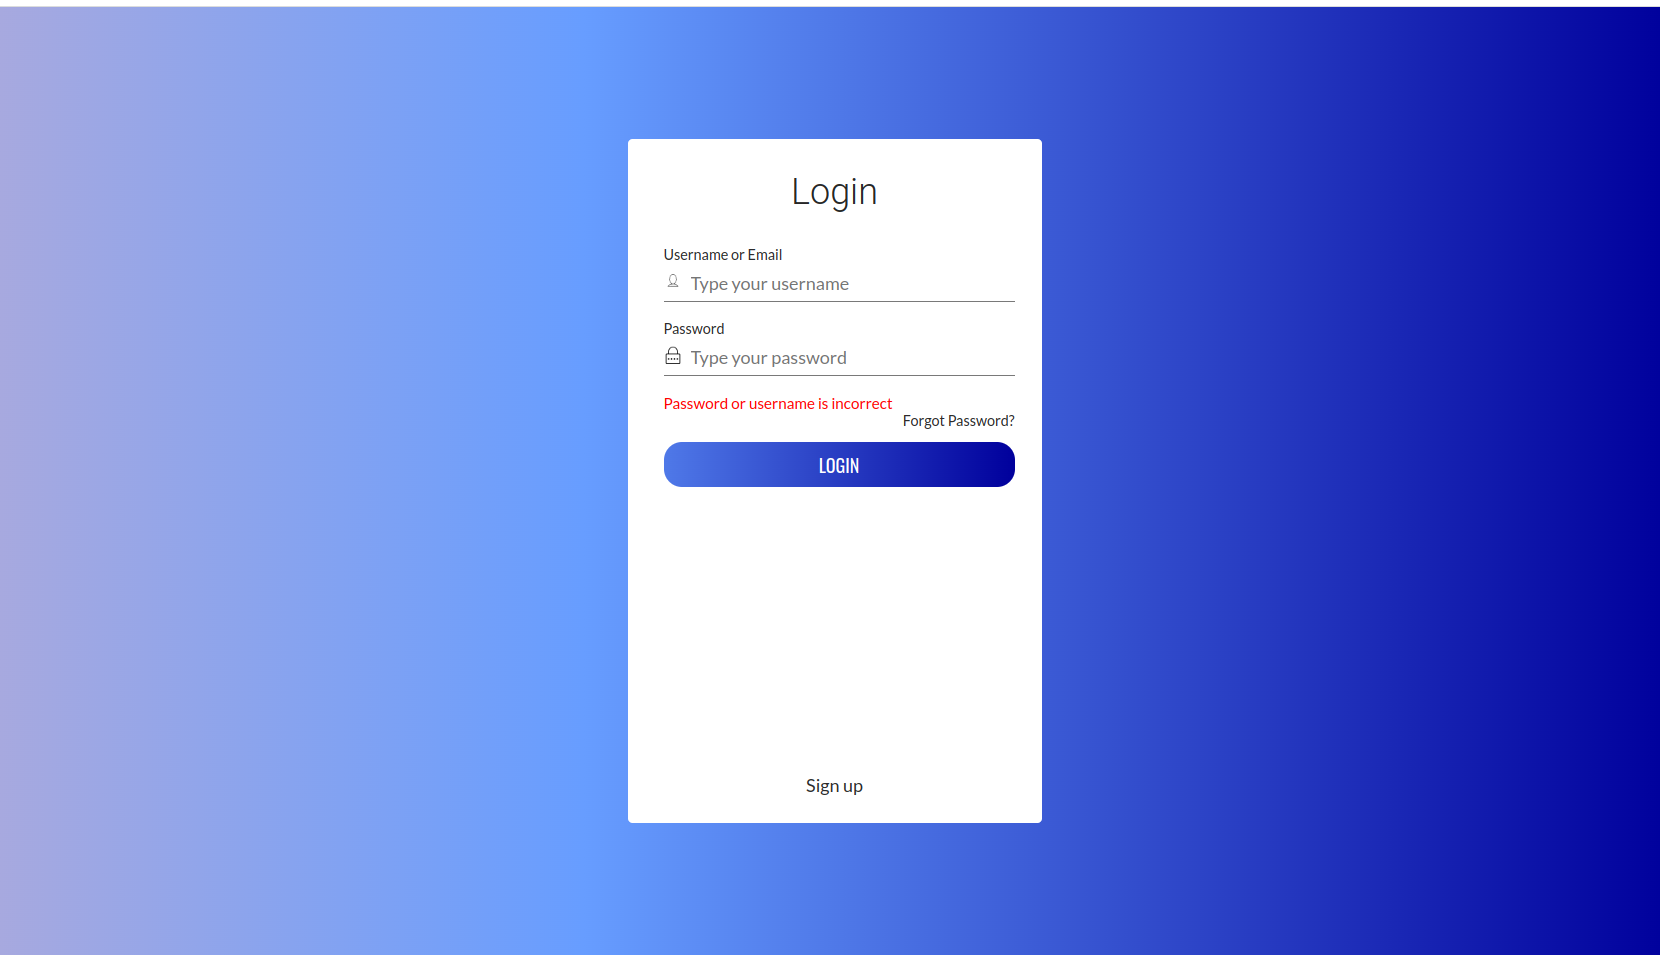 Login
Username or Email
Type your username
Password
Type your password
Password or username is incorrect
Forgot Password?
LOGIN
Sign up